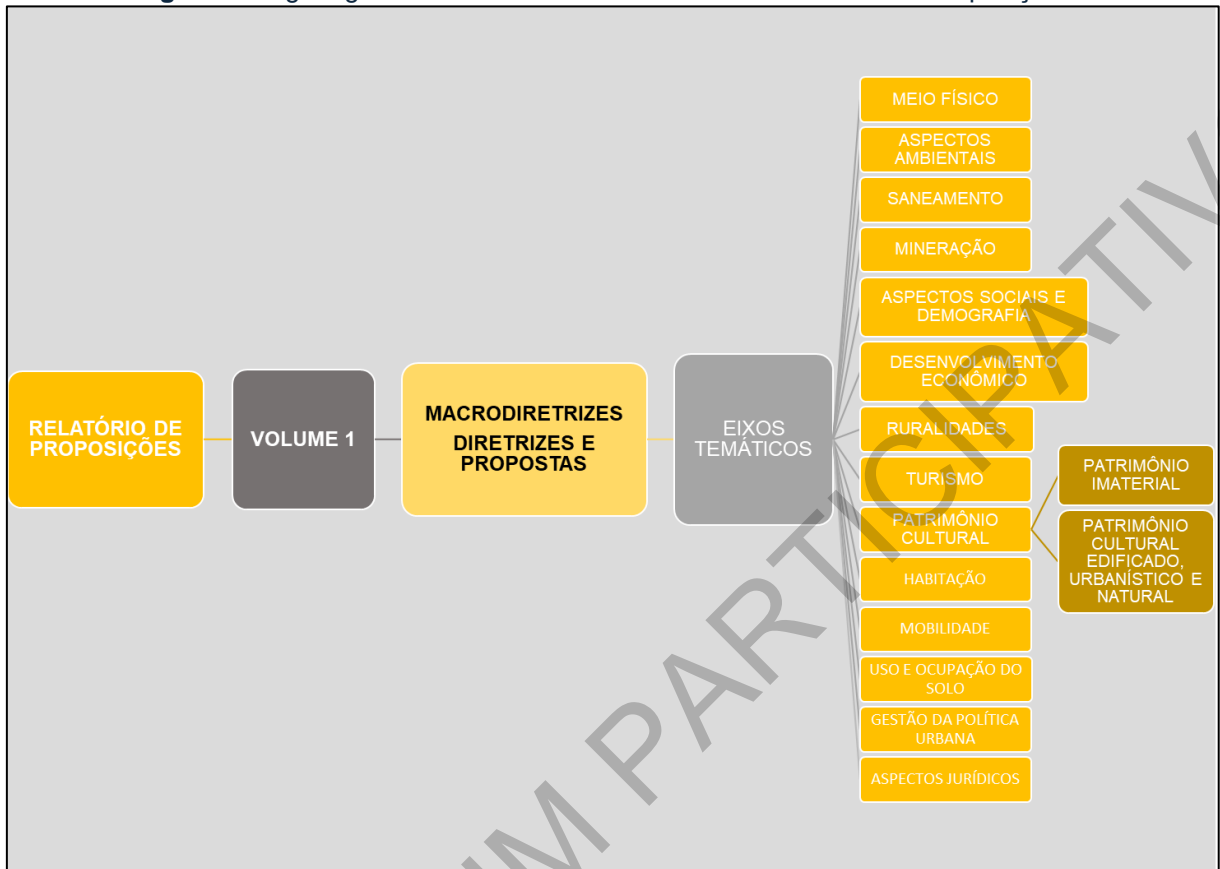 RELATÓRIO DE
PROPOSIÇÕES
VOLUME 1
MACRODIRETRIZES
DIRETRIZES E
PROPOSTAS
EIXOS
TEMÁTICOS
MEIO FÍSICO
ASPECTOS
AMBIENTAIS
SANEAMENTO
MINERAÇÃO
ASPECTOS SOCIAIS E
DEMOGRAFIA
DESENVOLVIMENTO
ECONÔMICO
RURALIDADES
TURISMO
PATRIMÔNIO
CULTURAL
PATRIMÔNIO
IMATERIAL
PATRIMÔNIO
CULTURAL
EDIFICADO,
URBANÍSTICO E
NATURAL
HABITAÇÃO
MOBILIDADE
USO E OCUPAÇÃO DO
SOLO
GESTÃO DA POLÍTICA
URBANA
ASPECTOS JURÍDICOS